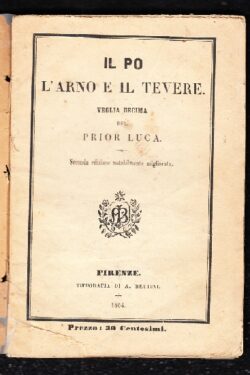 IL PO
L'ARNO E IL TEVERE.
VEGLIA DECIMA
DEL
PRIOR LUCA.
Seconda edizione notabilmente migliorata.
FIRENZE.
TIPOGRAFIA DI A. BETTINI.
1864.
Prezzo: 30 Centesimi.